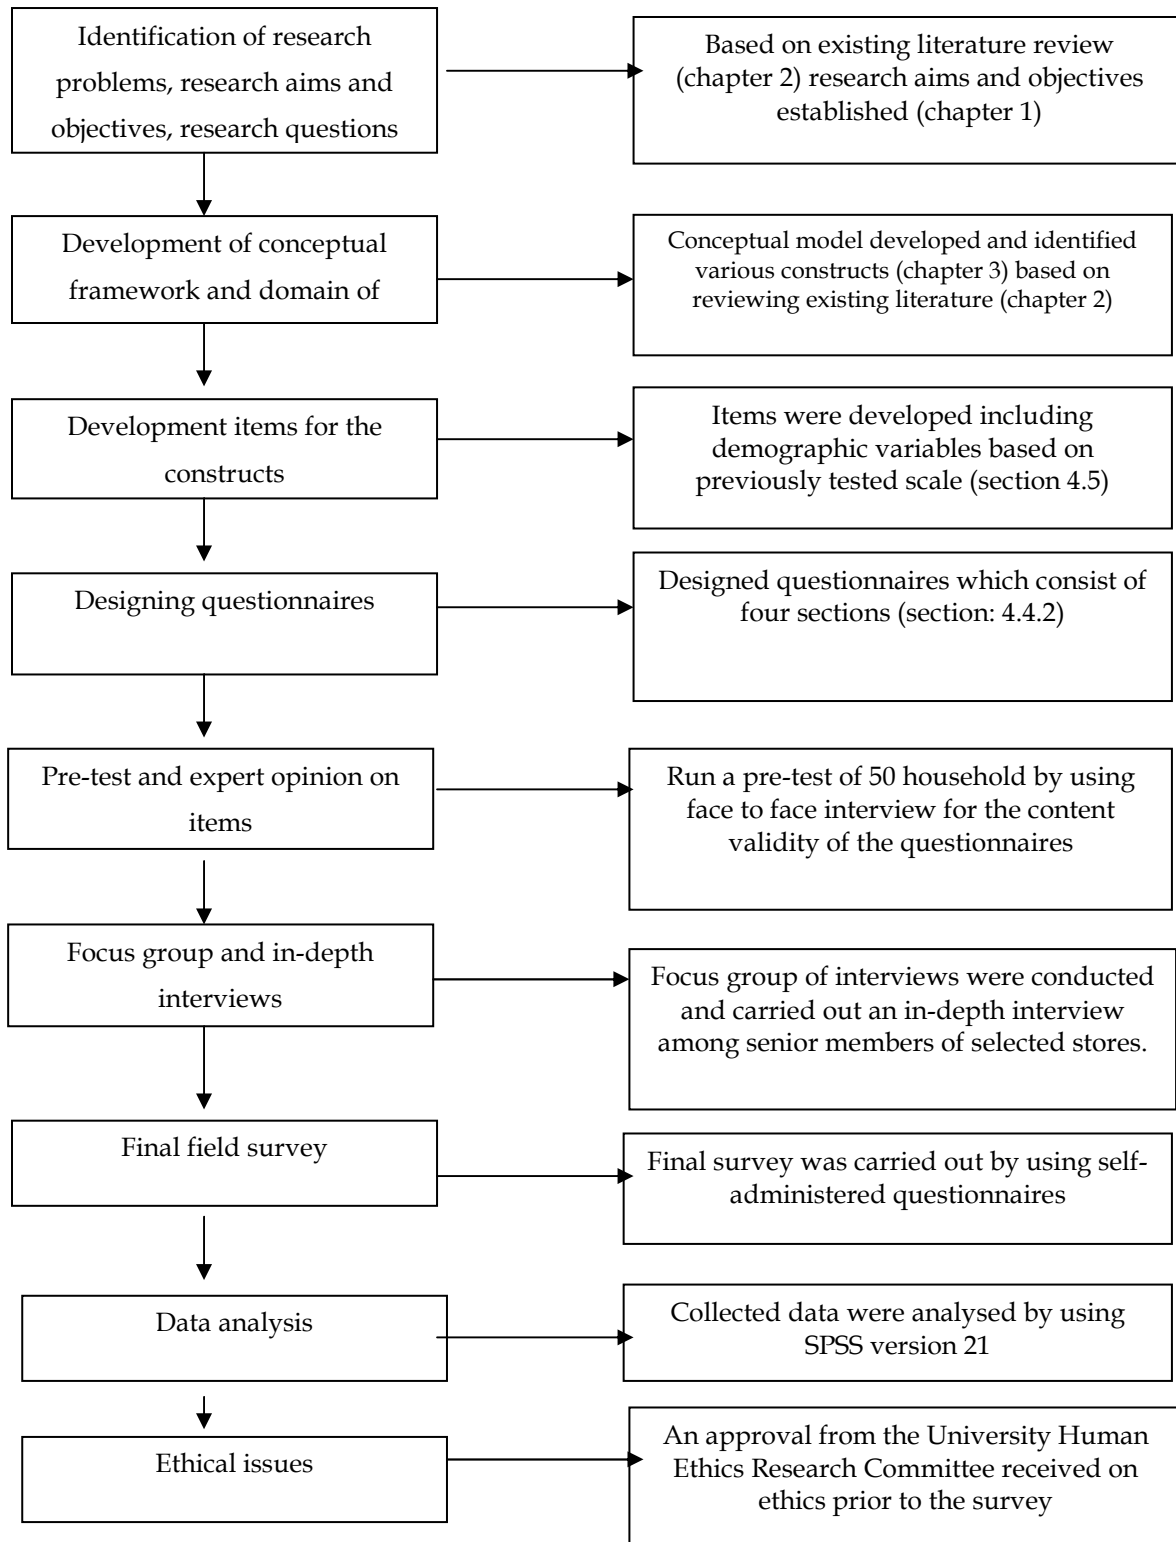 Identification of research
problems, research aims and
objectives, research questions
Based on existing literature review
(chapter 2) research aims and objectives
established (chapter 1)
Development of conceptual
framework and domain of
Conceptual model developed and identified
various constructs (chapter 3) based on
reviewing existing literature (chapter 2)
Development items for the
constructs
Items were developed including
demographic variables based on
previously tested scale (section 4.5)
Designing questionnaires
Designed questionnaires which consist of
four sections (section: 4.4.2)
Pre-test and expert opinion on
items
Run a pre-test of 50 household by using
face to face interview for the content
validity of the questionnaires
Focus group and in-depth
interviews
Focus group of interviews were conducted
and carried out an in-depth interview
among senior members of selected stores.
Final field survey
Final survey was carried out by using self-
administered questionnaires
Data analysis
Collected data were analysed by using
SPSS version 21
Ethical issues
An approval from the University Human
Ethics Research Committee received on
ethics prior to the survey